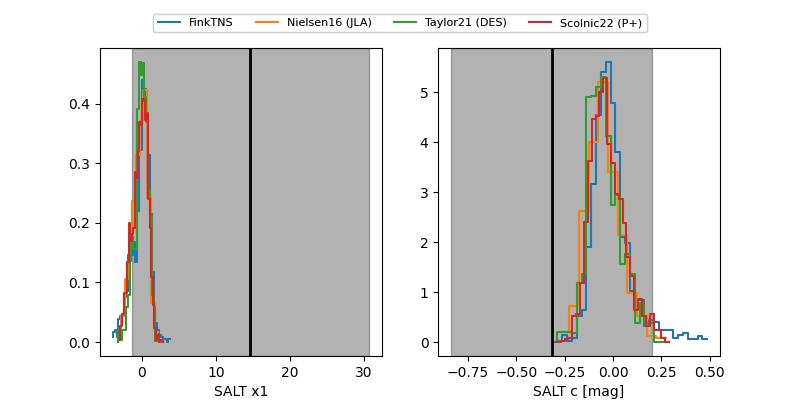 FinkTNS Nielsen16 (JLA) Taylor21 (DES) Scolnic22 (P+)
0.4
0.3
0.2
0.1
0.0
0 10 20 30
SALT x1
5
4
3
2
1
0
−0.75 −0.50 −0.25 0.00 0.25 0.50
SALT c [mag]